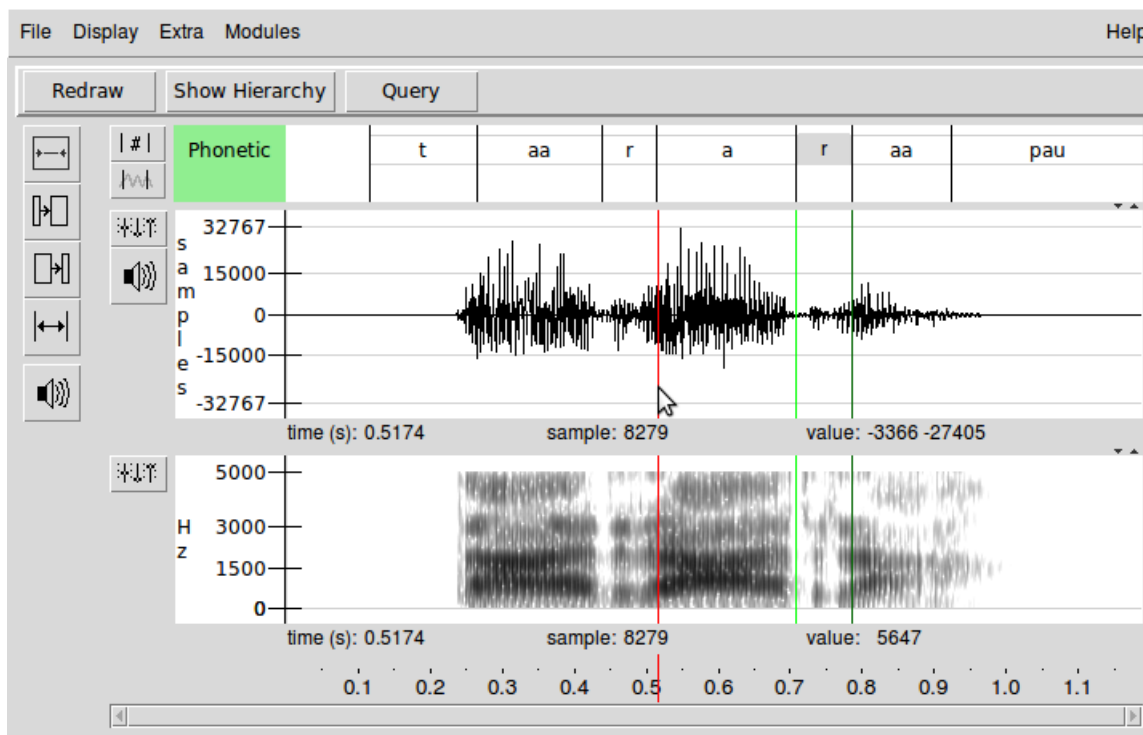 File Display Extra Modules Help
Redraw Show Hierarchy Query
|#| Phonetic t aa r a r aa pau
samples
32767
15000
0
-15000
-32767
time (s): 0.5174 sample: 8279 value: -3366 -27405
Hz
5000
3000
1500
0
time (s): 0.5174 sample: 8279 value: 5647
0.1 0.2 0.3 0.4 0.5 0.6 0.7 0.8 0.9 1.0 1.1